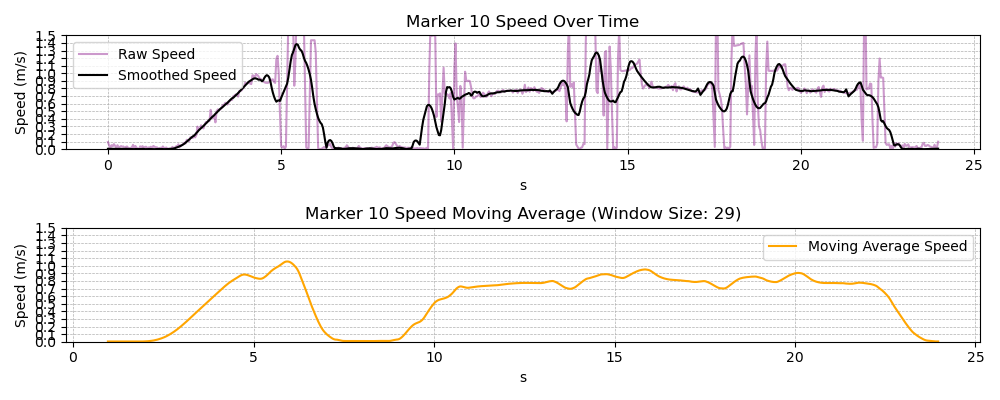 Marker 10 Speed Over Time
Speed (m/s)
1.5
1.4
1.3
1.2
1.1
1.0
0.9
0.8
0.7
0.6
0.5
0.4
0.3
0.2
0.1
0.0
Raw Speed
Smoothed Speed
0 5 10 15 20 25
s
Marker 10 Speed Moving Average (Window Size: 29)
Speed (m/s)
1.5
1.4
1.3
1.2
1.1
1.0
0.9
0.8
0.7
0.6
0.5
0.4
0.3
0.2
0.1
0.0
Moving Average Speed
0 5 10 15 20 25
s